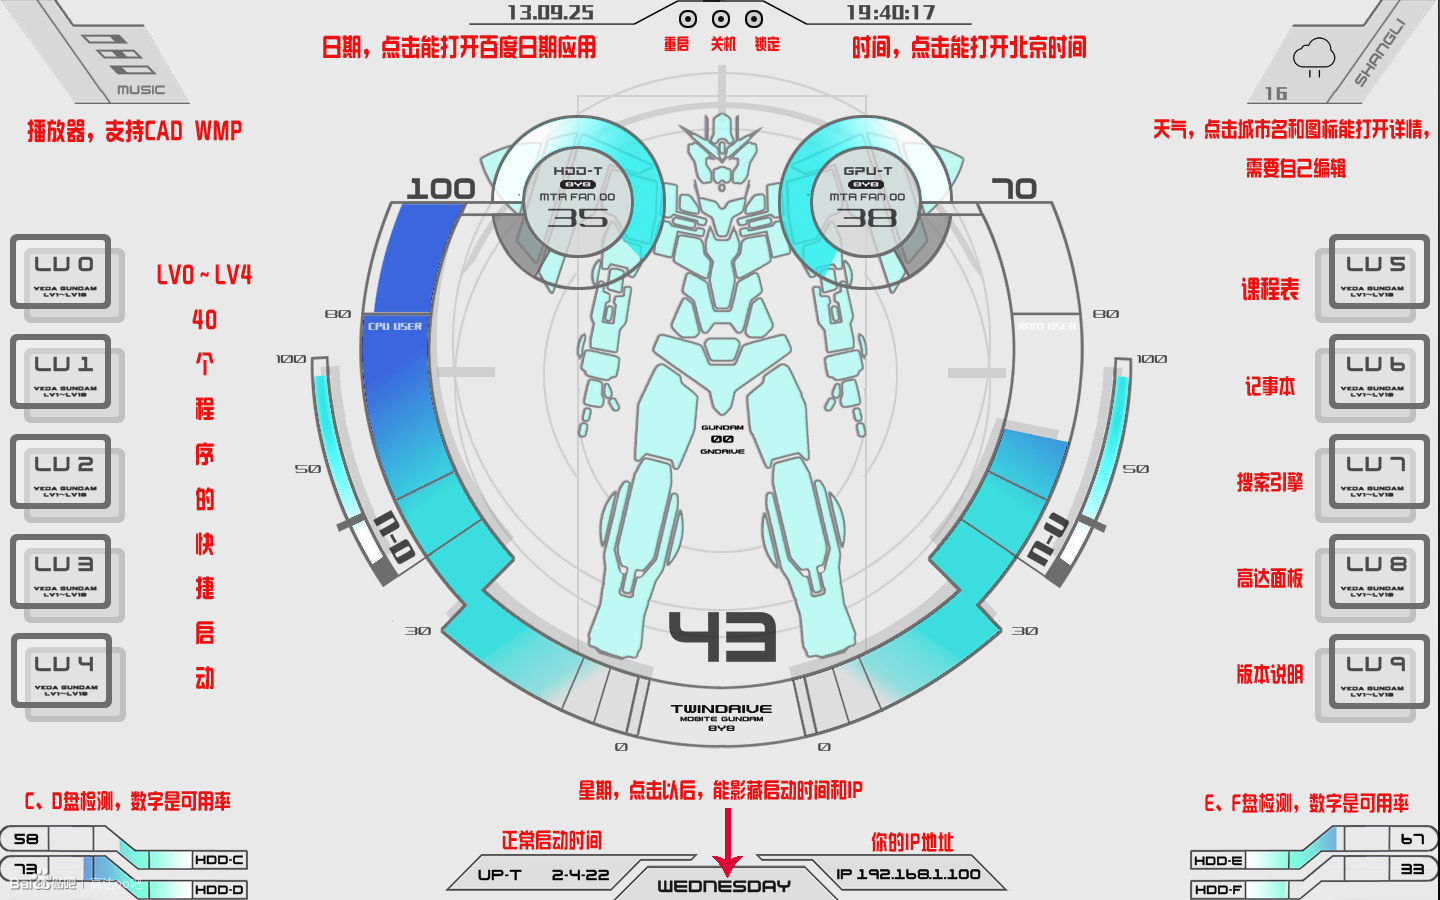 13.09.25
19:40:17
重启 关机 锁定
日期，点击能打开百度日期应用
时间，点击能打开北京时间
MUSIC
播放器，支持CAD WMP
16
SHANGLI
天气，点击城市名和图标能打开详情，
需要自己编辑
HDD-T
8Y8
MTR FAN 00
35
GPU-T
8Y8
MTR FAN 00
38
100
70
80
CPU USER
80
RAM USER
100
50
30
0
100
50
30
0
N-D
N-U
GUNDAM
00
GNDRIVE
43
TWINDRIVE
MOBITE GUNDAM
8Y8
LV 0
VEDA GUNDAM
LV1~LV10
LV 1
VEDA GUNDAM
LV1~LV10
LV 2
VEDA GUNDAM
LV1~LV10
LV 3
VEDA GUNDAM
LV1~LV10
LV 4
VEDA GUNDAM
LV1~LV10
LV0～LV4
40
个
程
序
的
快
捷
启
动
LV 5
VEDA GUNDAM
LV1~LV10
课程表
LV 6
VEDA GUNDAM
LV1~LV10
记事本
LV 7
VEDA GUNDAM
LV1~LV10
搜索引擎
LV 8
VEDA GUNDAM
LV1~LV10
高达面板
LV 9
VEDA GUNDAM
LV1~LV10
版本说明
C、D盘检测，数字是可用率
58
HDD-C
73
HDD-D
Bai贴吧
星期，点击以后，能影藏启动时间和IP
正常启动时间
UP-T 2-4-22
WEDNESDAY
你的IP地址
IP 192.168.1.100
E、F盘检测，数字是可用率
67
HDD-E
33
HDD-F